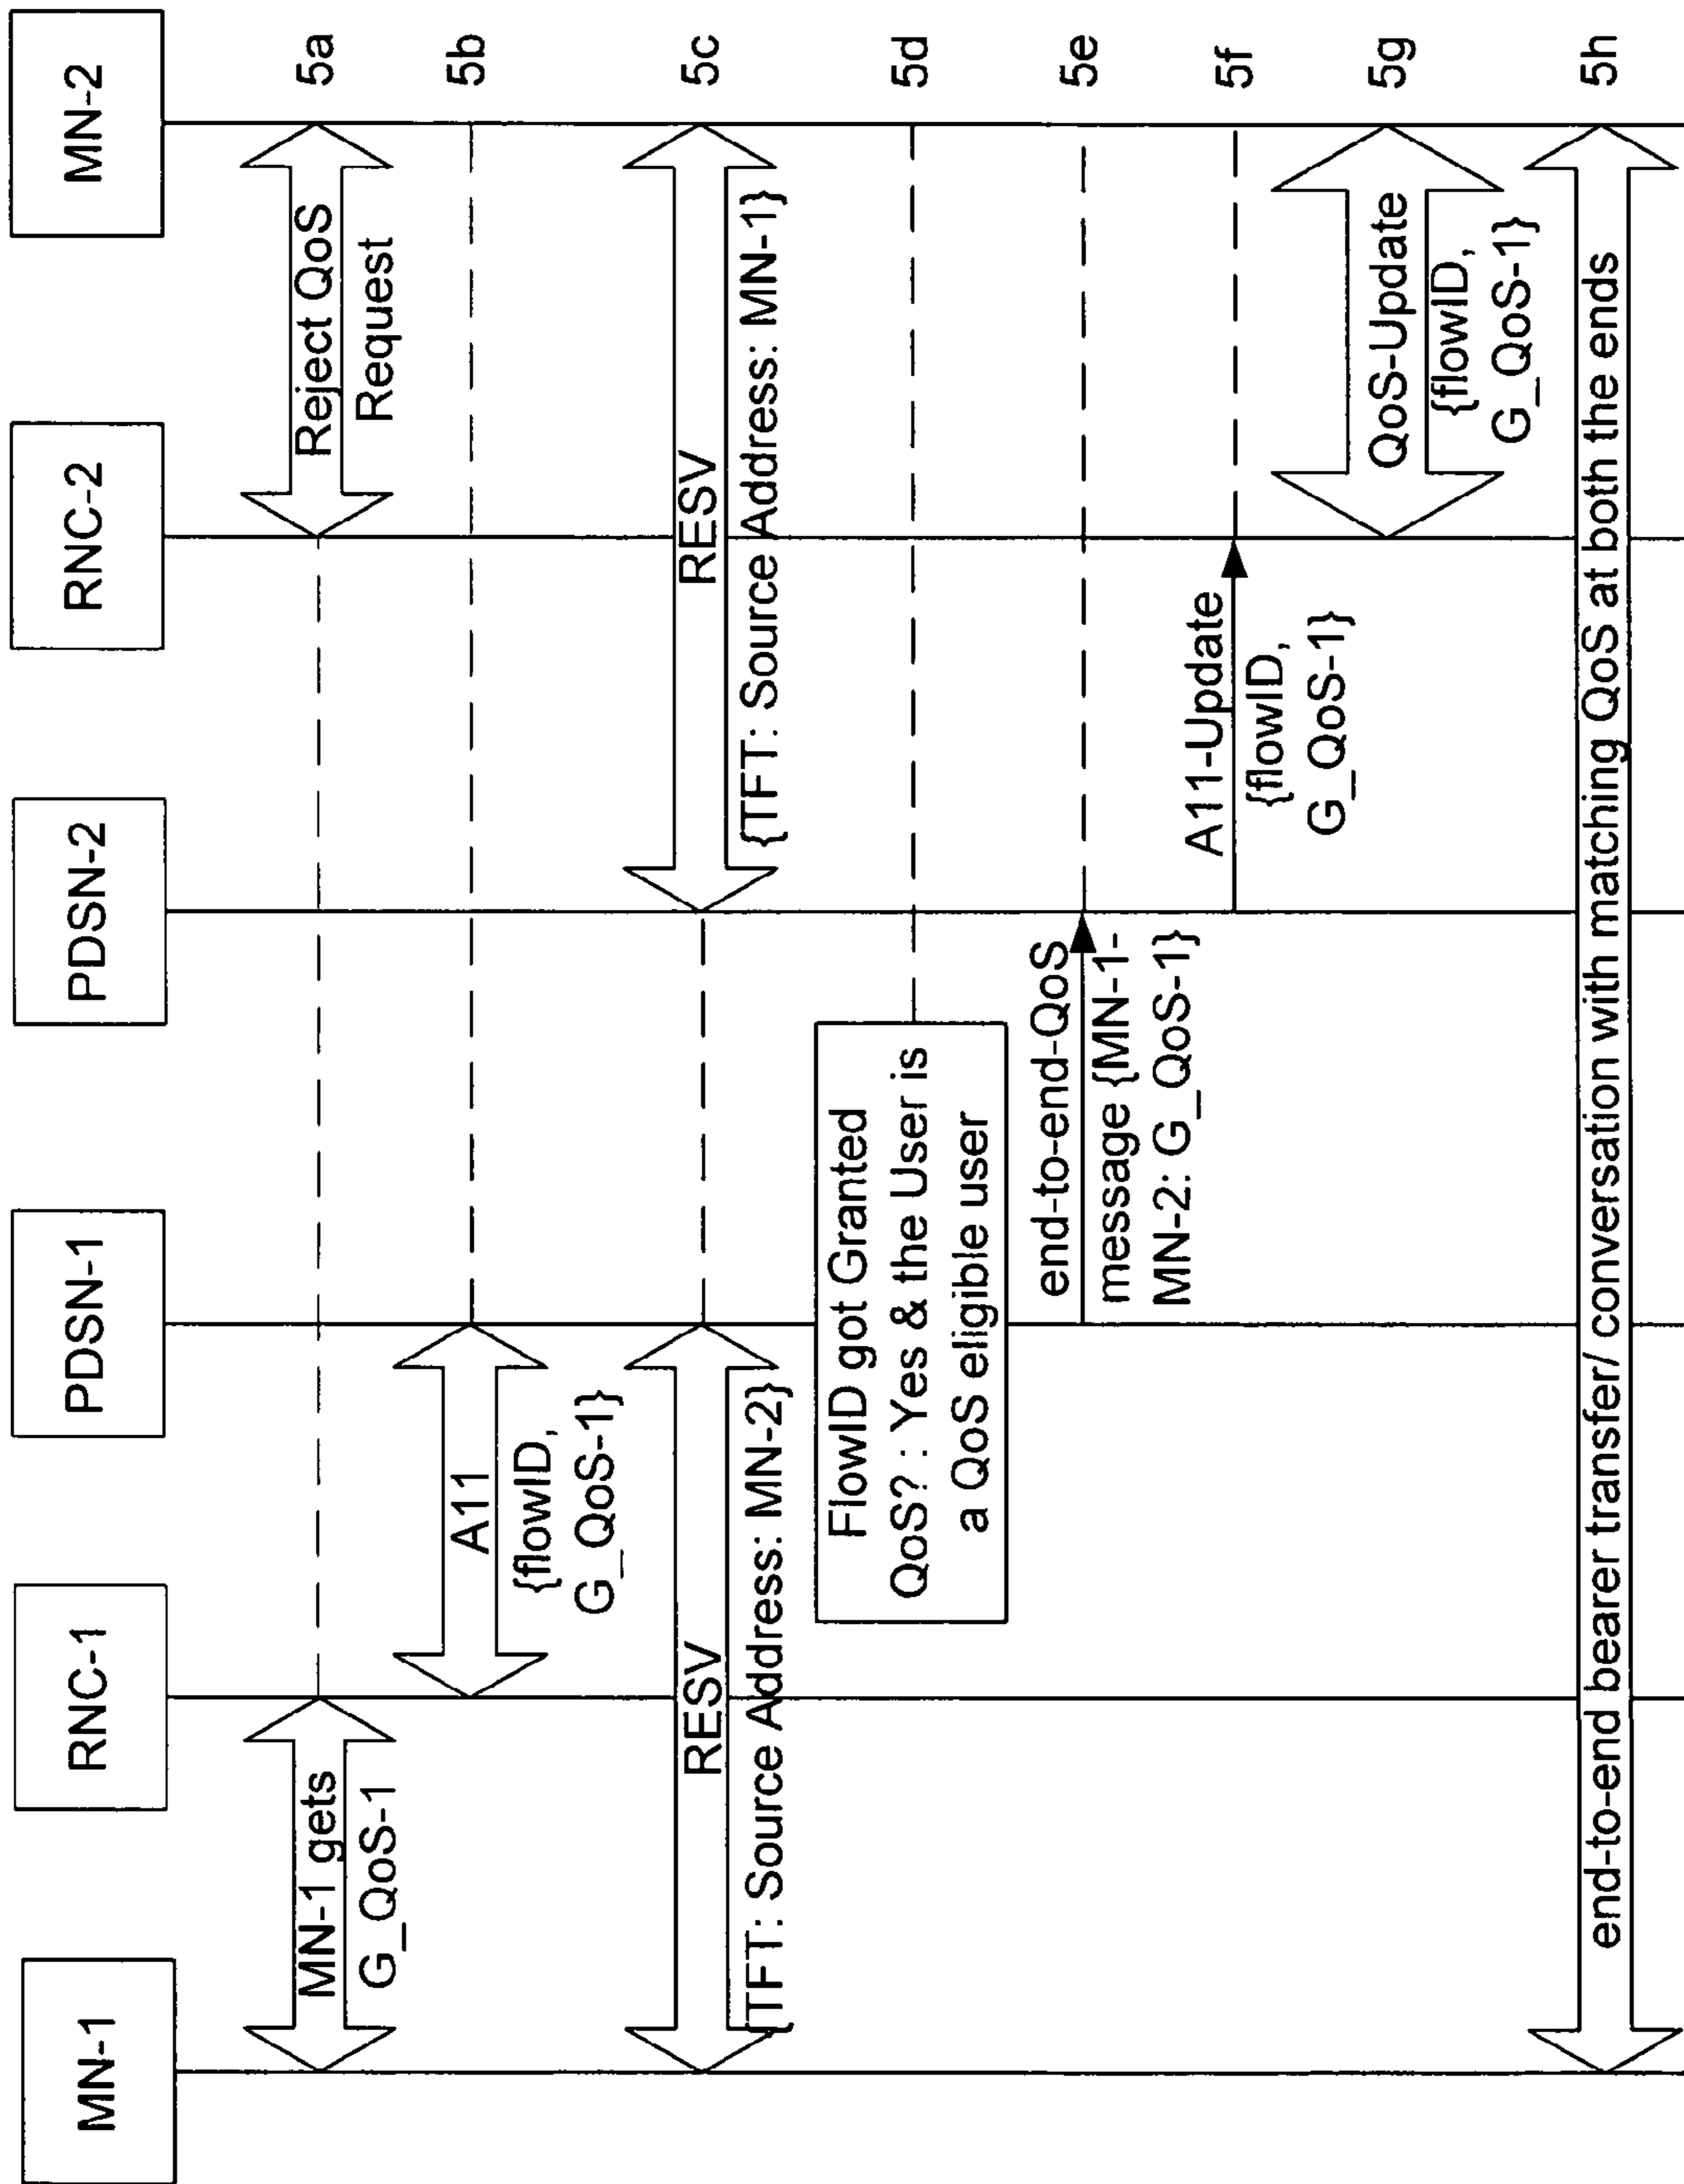 MN-1
RNC-1
PDSN-1
PDSN-2
RNC-2
MN-2
MN-1 gets
G_QoS-1
Reject QoS
Request
5a
A11
{flowID,
G_QoS-1}
5b
RESV
{TFT: Source Address: MN-2}
RESV
{TFT: Source Address: MN-1}
5c
FlowID got Granted
QoS? : Yes & the User is
a QoS eligible user
5d
end-to-end-QoS
message {MN-1-
MN-2: G_QoS-1}
5e
A11-Update
{flowID,
G_QoS-1}
5f
QoS-Update
{flowID,
G_QoS-1}
5g
end-to-end bearer transfer/ conversation with matching QoS at both the ends
5h